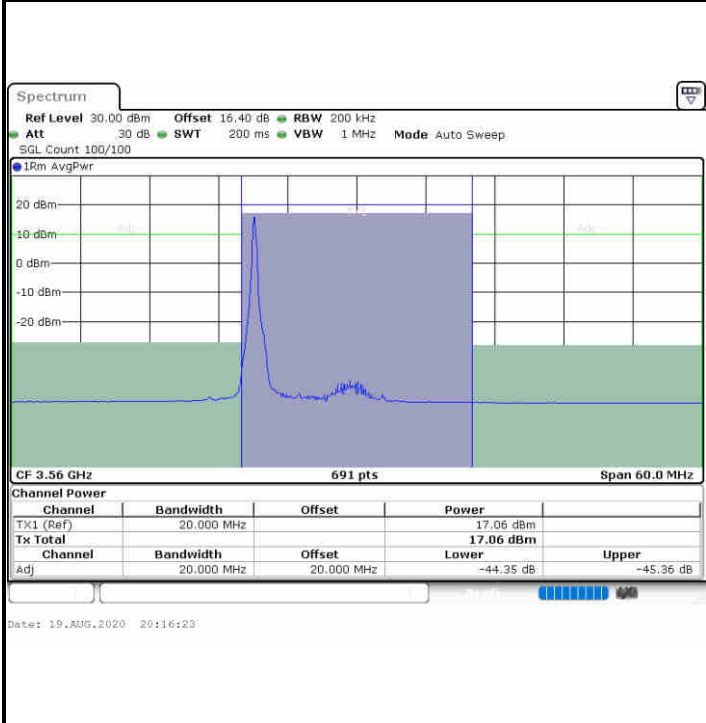 Spectrum
Ref Level 30.00 dBm Offset 16.40 dB RBW 200 kHz
Att 30 dB SWT 200 ms VBW 1 MHz Mode Auto Sweep
SGL Count 100/100
1Rm AvgPwr
20 dBm
Adj Adj
10 dBm
0 dBm
-10 dBm
-20 dBm
CF 3.56 GHz 691 pts Span 60.0 MHz
Channel Power
Channel Bandwidth Offset Power
TX1 (Ref) 20.000 MHz 17.06 dBm
Tx Total 17.06 dBm
Channel Bandwidth Offset Lower Upper
Adj 20.000 MHz 20.000 MHz -44.35 dB -45.36 dB
Date: 19.AUG.2020 20:16:23